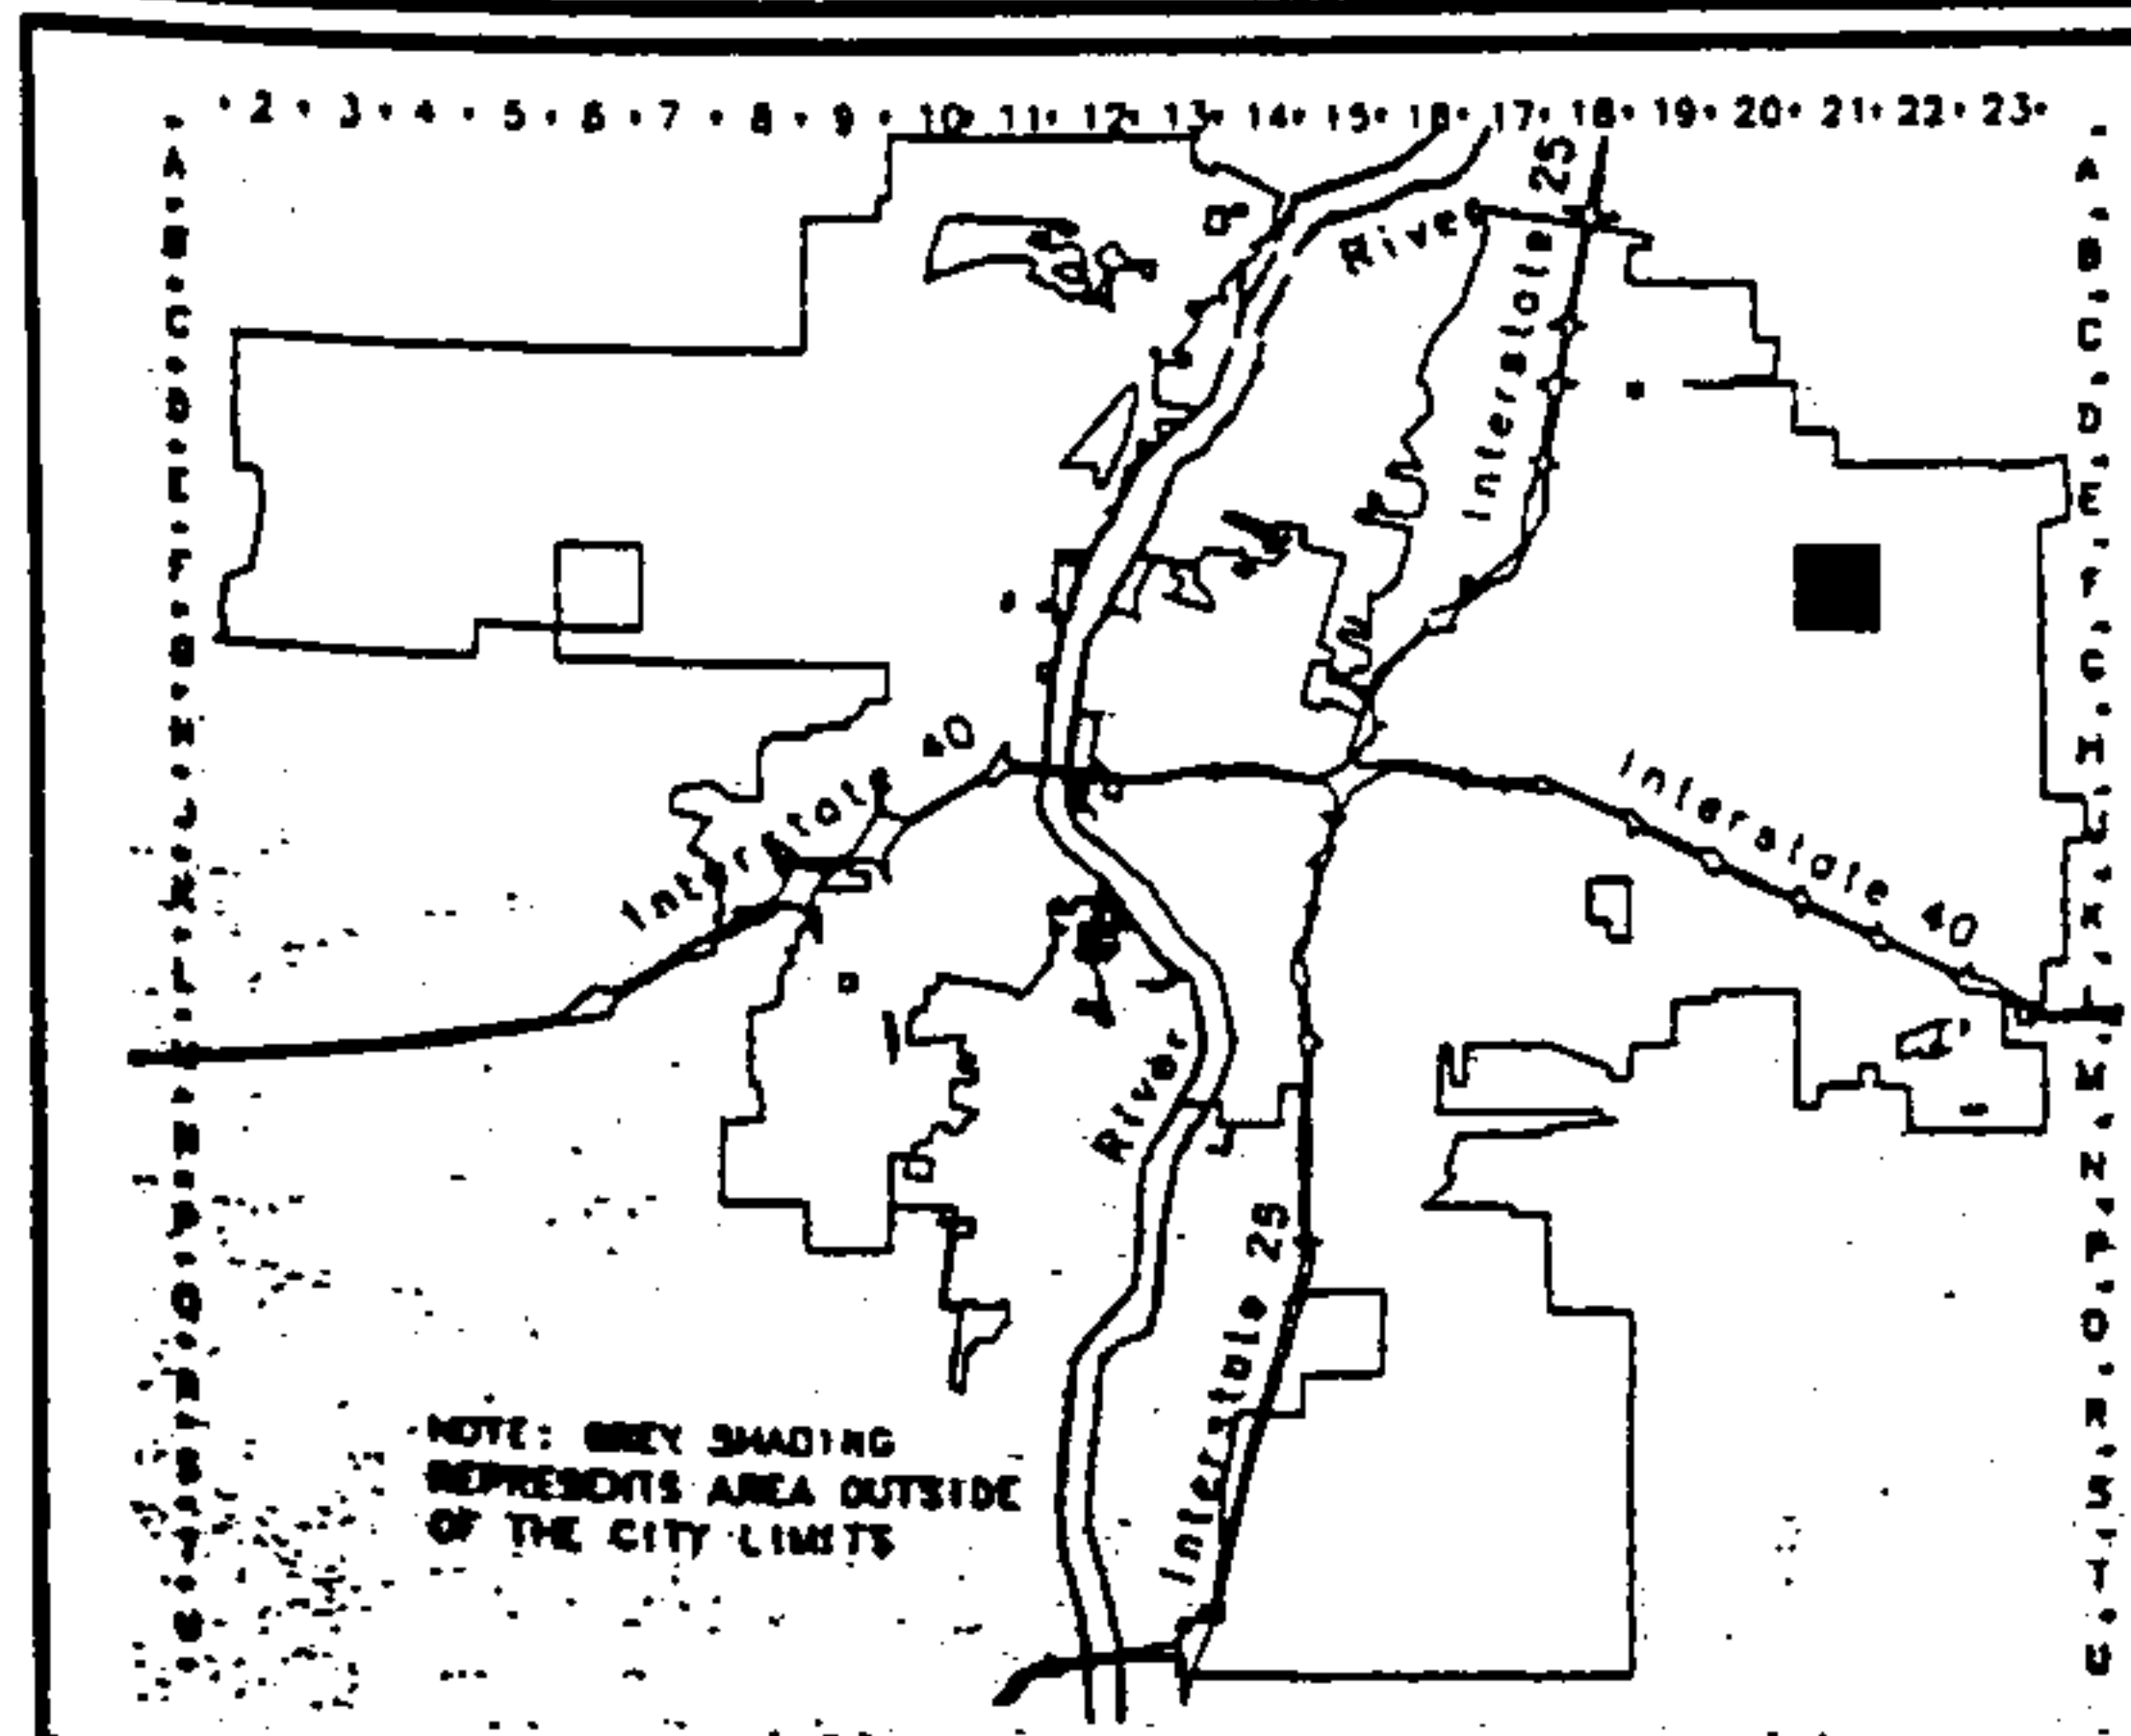 2 3 4 5 6 7 8 9 10 11 12 13 14 15 16 17 18 19 20 21 22 23
A
B
C
D
E
F
G
H
J
K
L
M
N
P
Q
R
S
T
U
River
Interstate 25
Interstate 40
Interstate 40
River
Interstate 25
NOTE: GREY SHADING
REPRESENTS AREA OUTSIDE
OF THE CITY LIMITS
A
B
C
D
E
F
G
H
J
K
L
M
N
P
Q
R
S
T
U